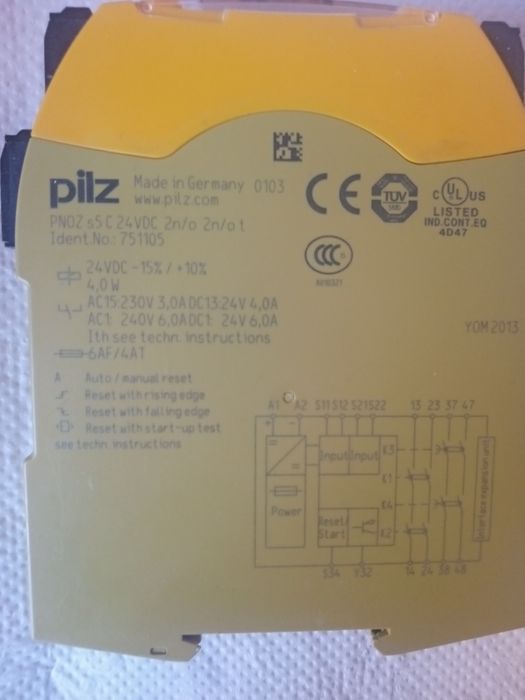 pilz Made in Germany 0103
www.pilz.com
PNOZ s5 C 24VDC 2n/o 2n/o t
Ident.No.: 751105
CE
TÜV
SÜD
C UL US
LISTED
IND.CONT.EQ
4D47
CCC
24VDC -15% / +10%
4,0 W
AC15:230V 3,0A DC13:24V 4,0A
AC1: 240V 6,0A DC1: 24V 6,0A
Ith see techn. instructions
6AF/4AT
YOM 2013
A Auto / manual reset
Reset with rising edge
Reset with falling edge
Reset with start-up test
see techn. instructions
A1 A2 S11 S12 S21 S22 13 23 37 47
+ -
K3
Input Input
K1
Power
K4
Reset/
Start
K2
Interface expansion unit
S34 Y32 14 24 38 48